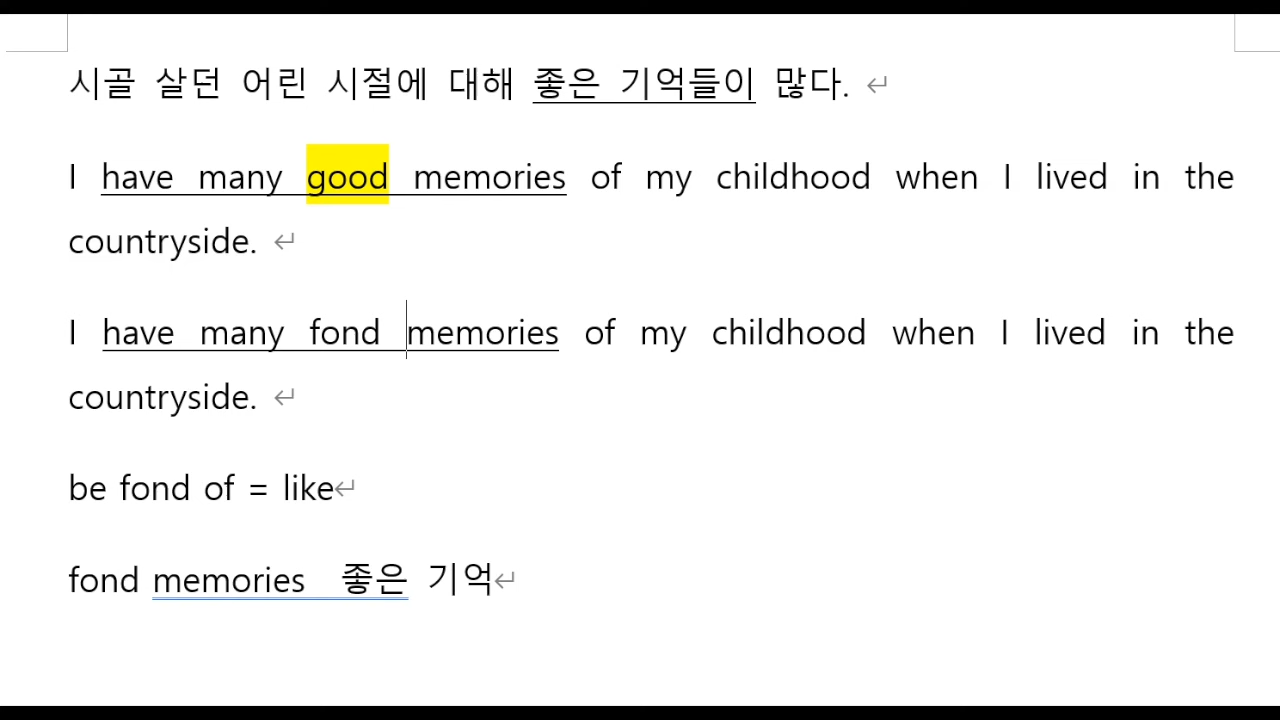 시골 살던 어린 시절에 대해 좋은 기억들이 많다.
I have many good memories of my childhood when I lived in the
countryside.
I have many fond memories of my childhood when I lived in the
countryside.
be fond of = like
fond memories 좋은 기억